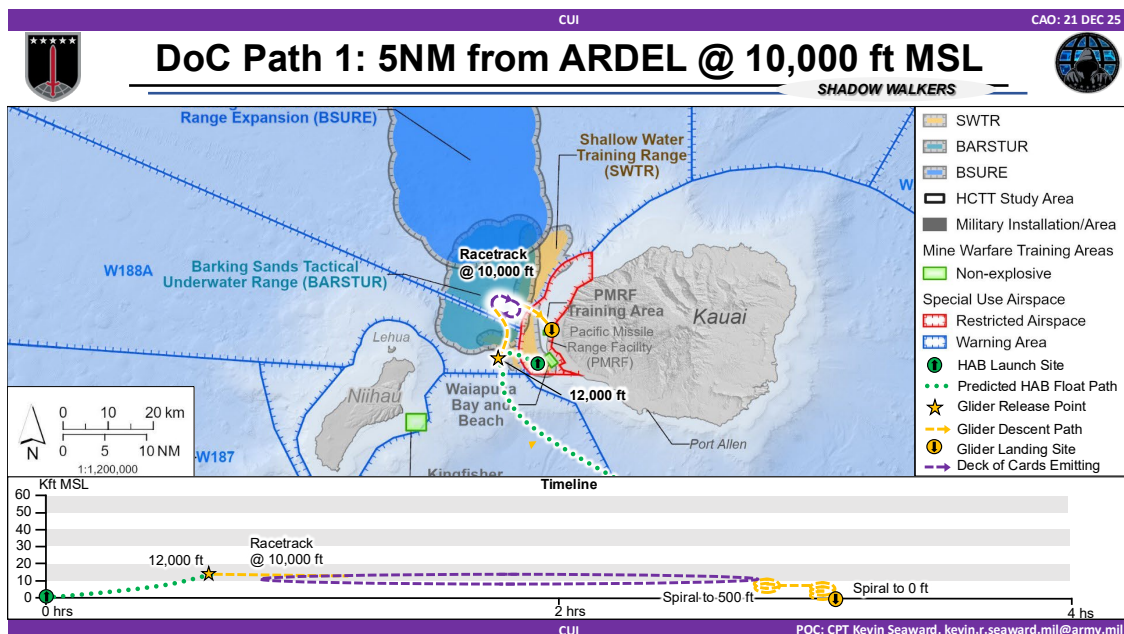 CUI
CAO: 21 DEC 25
DoC Path 1: 5NM from ARDEL @ 10,000 ft MSL
SHADOW WALKERS
Range Expansion (BSURE)
Shallow Water
Training Range
(SWTR)
W
W188A
Barking Sands Tactical
Underwater Range (BARSTUR)
Racetrack
@ 10,000 ft
PMRF
Training Area
Pacific Missile
Range Facility
(PMRF)
Kauai
Lehua
Niihau
Waiapuaa
Bay and
Beach
12,000 ft
Port Allen
W187
Kingfisher
N
0 10 20 km
0 5 10 NM
1:1,200,000
SWTR
BARSTUR
BSURE
HCTT Study Area
Military Installation/Area
Mine Warfare Training Areas
Non-explosive
Special Use Airspace
Restricted Airspace
Warning Area
HAB Launch Site
Predicted HAB Float Path
Glider Release Point
Glider Descent Path
Glider Landing Site
Deck of Cards Emitting
Kft MSL
Timeline
60
50
40
30
20
10
0
12,000 ft
Racetrack
@ 10,000 ft
Spiral to 500 ft
Spiral to 0 ft
0 hrs
2 hrs
4 hs
CUI
POC: CPT Kevin Seaward, kevin.r.seaward.mil@army.mil